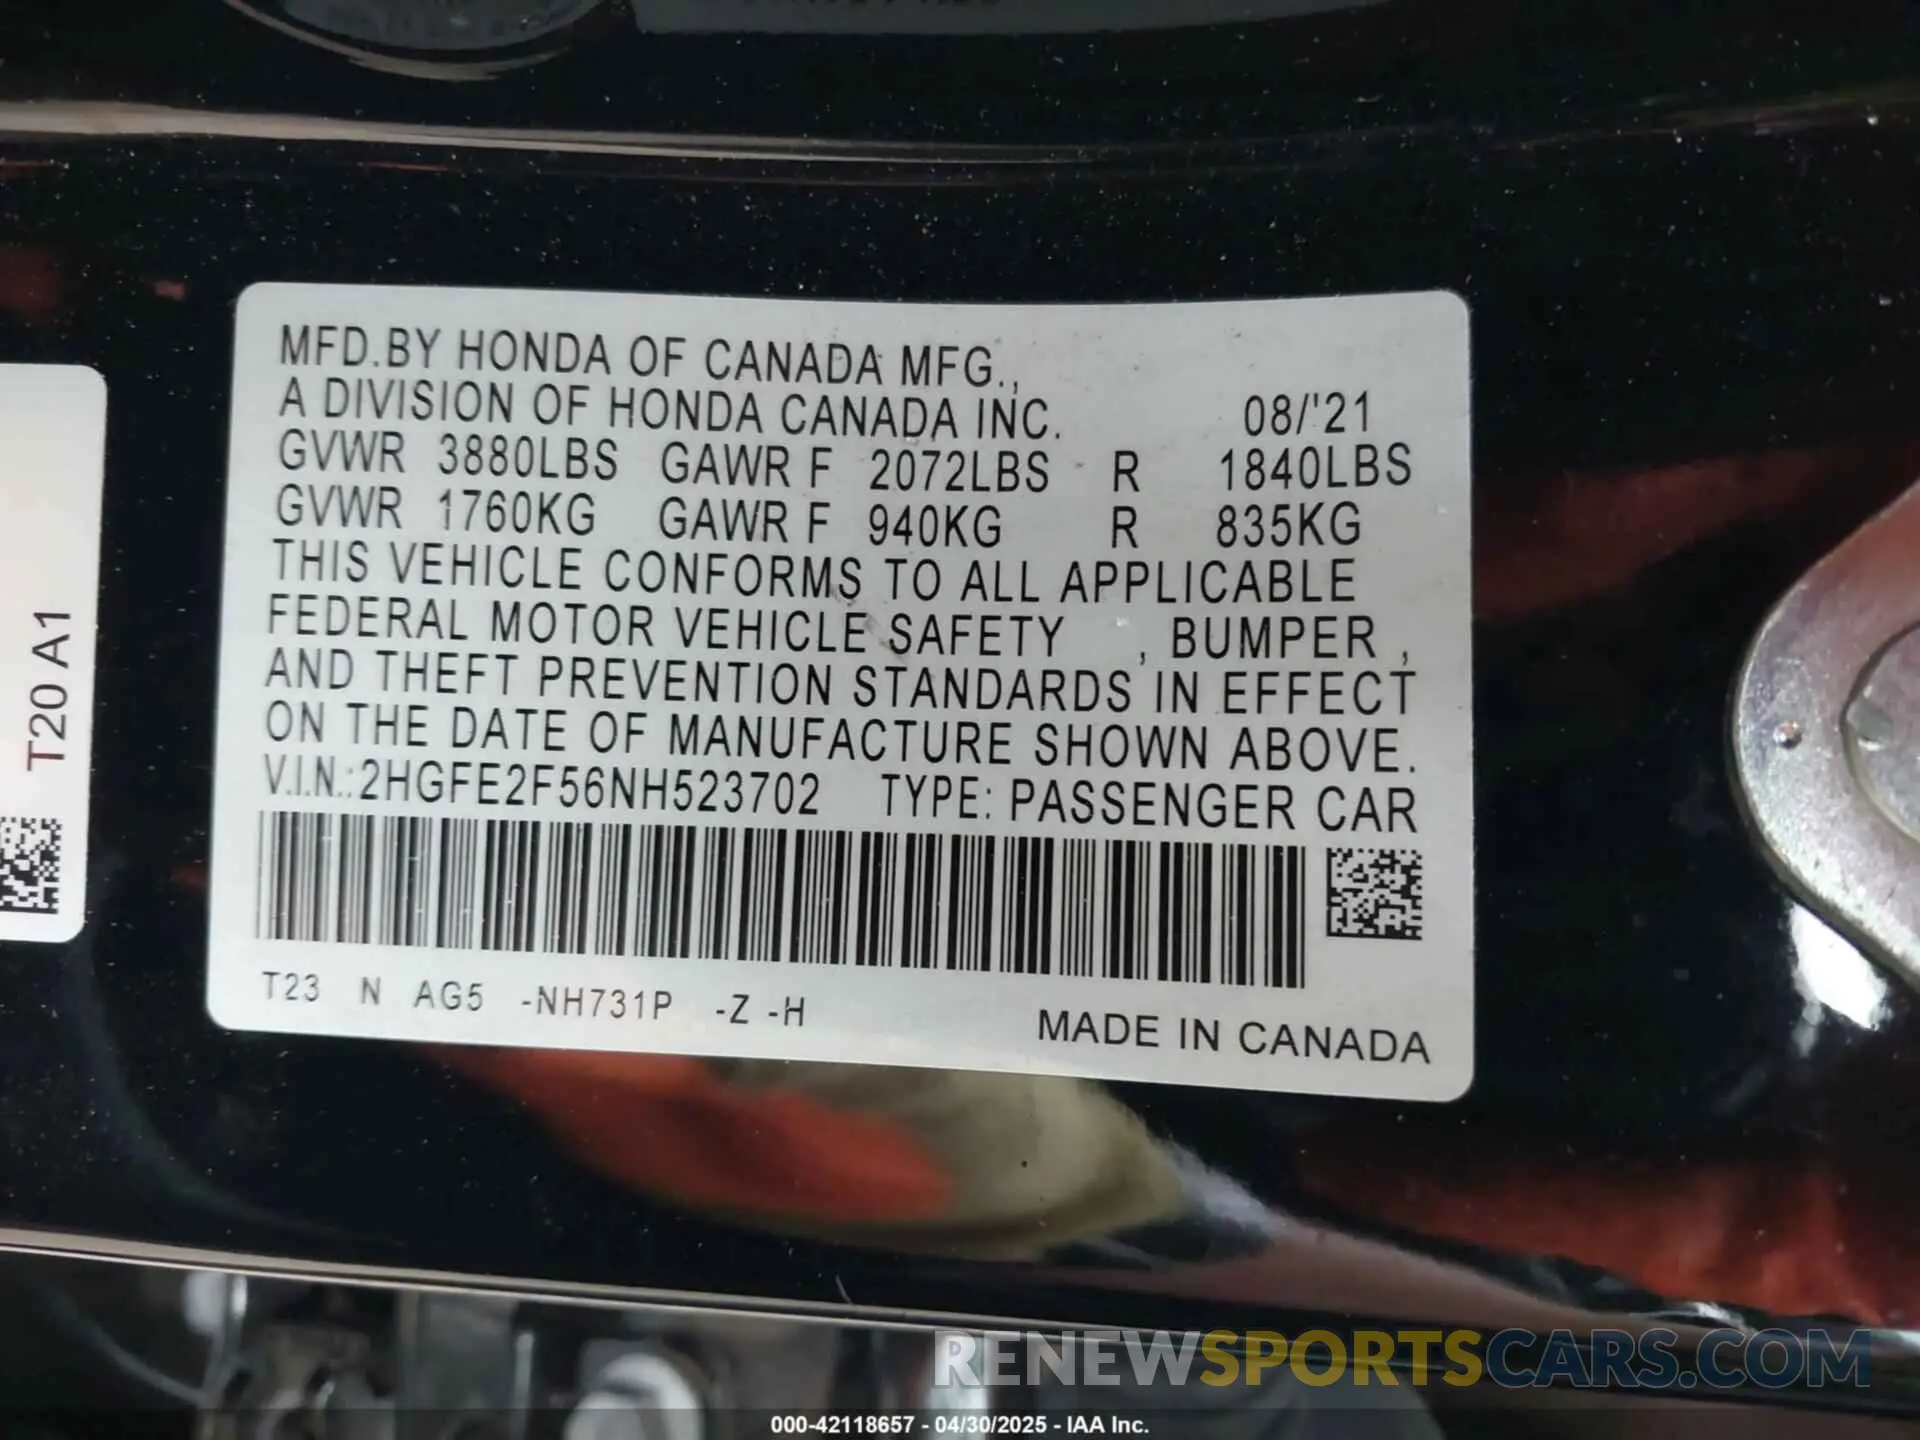 MFD.BY HONDA OF CANADA MFG.,
A DIVISION OF HONDA CANADA INC. 08/'21
GVWR 3880LBS GAWR F 2072LBS R 1840LBS
GVWR 1760KG GAWR F 940KG R 835KG
THIS VEHICLE CONFORMS TO ALL APPLICABLE
FEDERAL MOTOR VEHICLE SAFETY , BUMPER ,
AND THEFT PREVENTION STANDARDS IN EFFECT
ON THE DATE OF MANUFACTURE SHOWN ABOVE.
V.I.N.:2HGFE2F56NH523702 TYPE: PASSENGER CAR
T23 N AG5 -NH731P -Z -H
MADE IN CANADA
T20 A1
RENEWSPORTSCARS.COM
000-42118657 - 04/30/2025 - IAA Inc.